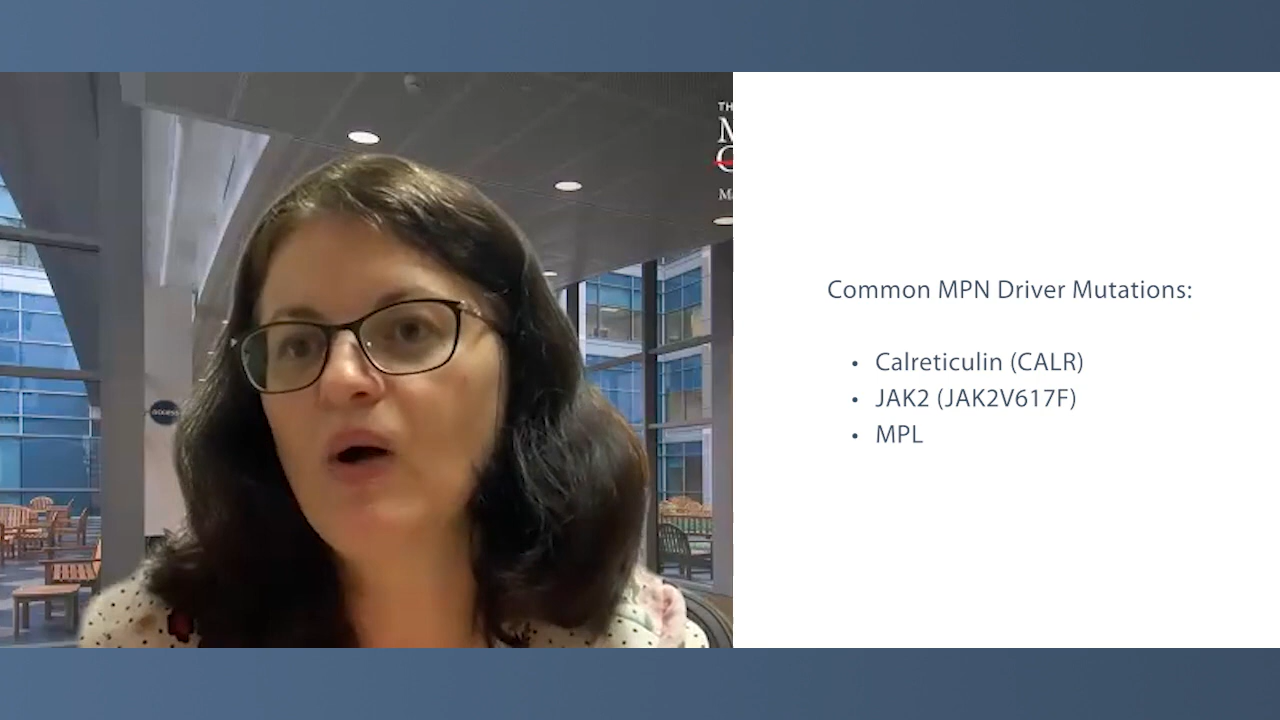 Common MPN Driver Mutations:
• Calreticulin (CALR)
• JAK2 (JAK2V617F)
• MPL